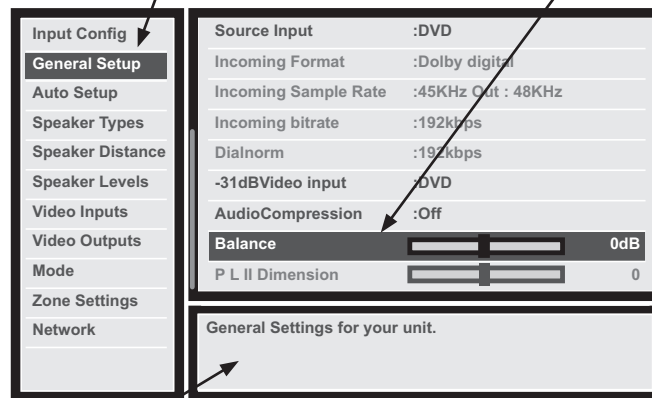 Input Config
General Setup
Auto Setup
Speaker Types
Speaker Distance
Speaker Levels
Video Inputs
Video Outputs
Mode
Zone Settings
Network
Source Input :DVD
Incoming Format :Dolby digital
Incoming Sample Rate :45KHz Out : 48KHz
Incoming bitrate :192kbps
Dialnorm :192kbps
-31dBVideo input :DVD
AudioCompression :Off
Balance 0dB
P L II Dimension 0
General Settings for your unit.